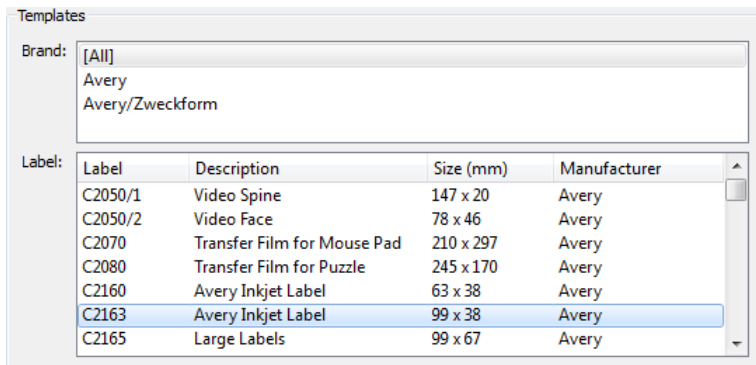 Templates
Brand: [All]
Avery
Avery/Zweckform
Label: Label Description Size (mm) Manufacturer
C2050/1 Video Spine 147 x 20 Avery
C2050/2 Video Face 78 x 46 Avery
C2070 Transfer Film for Mouse Pad 210 x 297 Avery
C2080 Transfer Film for Puzzle 245 x 170 Avery
C2160 Avery Inkjet Label 63 x 38 Avery
C2163 Avery Inkjet Label 99 x 38 Avery
C2165 Large Labels 99 x 67 Avery